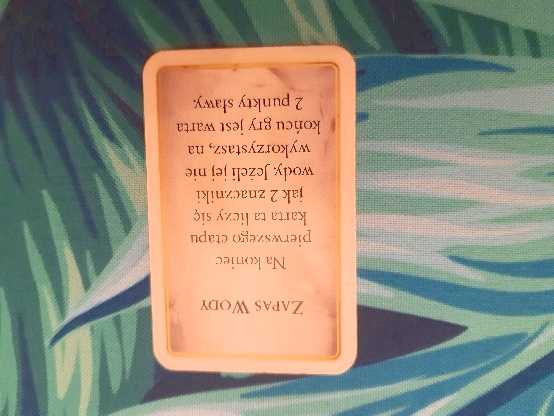 ZAPAS WODY
Na koniec
pierwszego etapu
karta ta liczy się
jak 2 znaczniki
wody. Jeżeli jej nie
wykorzystasz, na
końcu gry jest warta
2 punkty sławy.